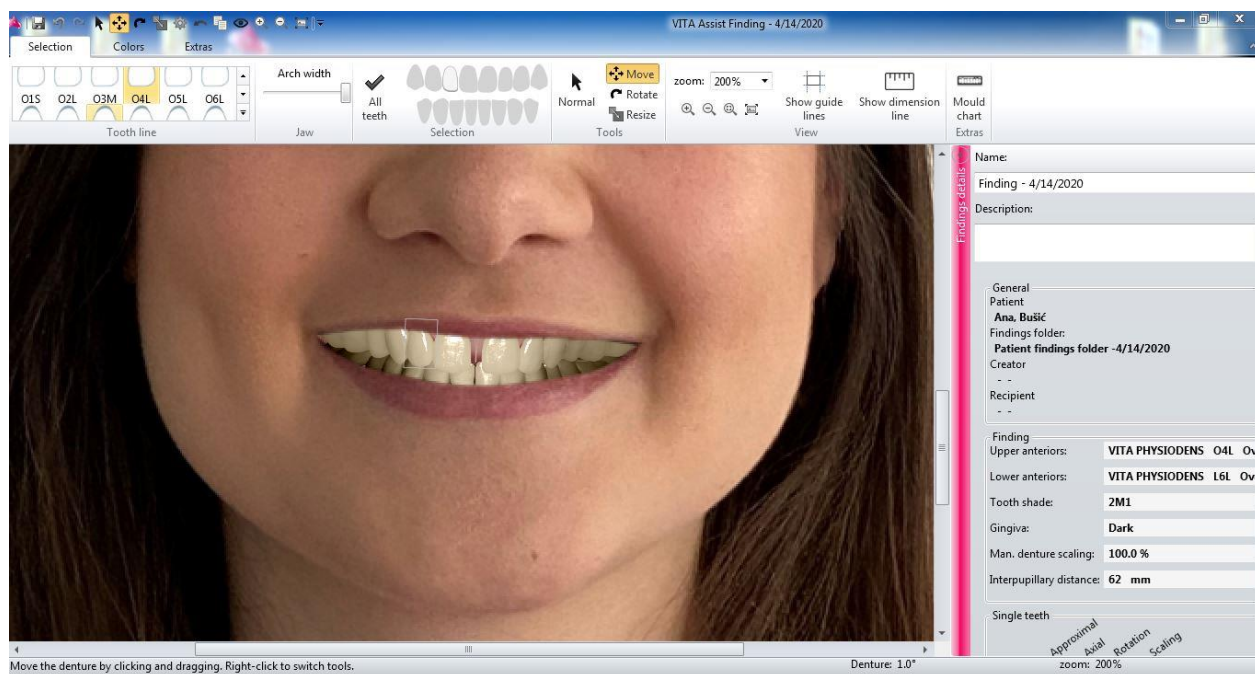 VITA Assist Finding - 4/14/2020
Selection Colors Extras
O1S O2L O3M O4L O5L O6L
Tooth line
Arch width
Jaw
All teeth
Selection
Normal
Move
Rotate
Resize
Tools
zoom: 200%
Show guide lines
Show dimension line
View
Mould chart
Extras
Findings details
Name:
Finding - 4/14/2020
Description:
General
Patient
Ana, Bušić
Findings folder:
Patient findings folder -4/14/2020
Creator
- -
Recipient
- -
Finding
Upper anteriors: VITA PHYSIODENS O4L Ov
Lower anteriors: VITA PHYSIODENS L6L Ov
Tooth shade: 2M1
Gingiva: Dark
Man. denture scaling: 100.0 %
Interpupillary distance: 62 mm
Single teeth
Approximal Axial Rotation Scaling
Move the denture by clicking and dragging. Right-click to switch tools. Denture: 1.0° zoom: 200%